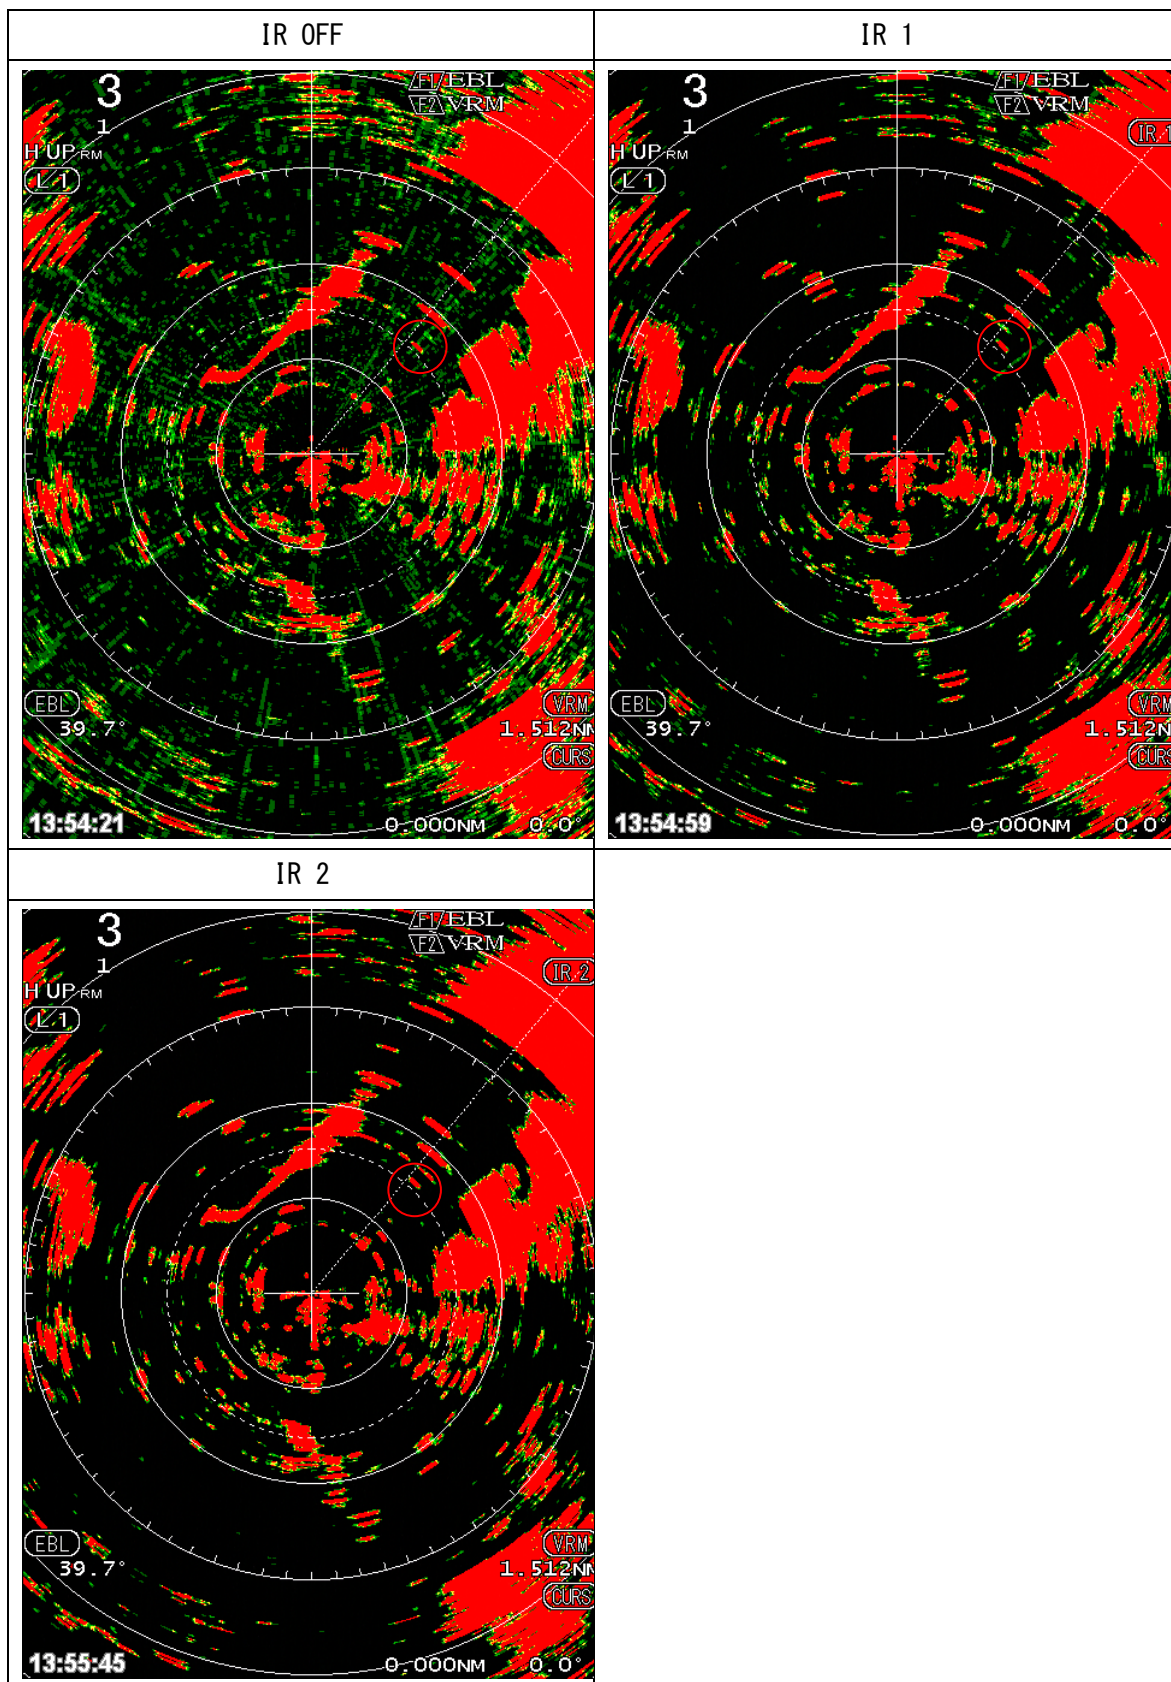 IR OFF
IR 1
3
F1 EBL
1
F2 VRM
H UP RM
L 1
EBL
VRM
39.7°
1.512NM
CURS
13:54:21
0.000NM
0.0°
3
F1 EBL
1
F2 VRM
IR 1
H UP RM
L 1
EBL
VRM
39.7°
1.512N
CURS
13:54:59
0.000NM
0.0°
IR 2
3
F1 EBL
1
F2 VRM
IR 2
H UP RM
L 1
EBL
VRM
39.7°
1.512NM
CURS
13:55:45
0.000NM
0.0°